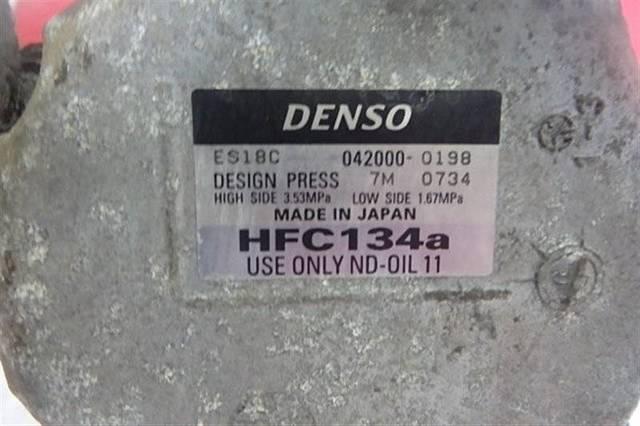 DENSO
ES18C 042000-0198
DESIGN PRESS 7M 0734
HIGH SIDE 3.53MPa LOW SIDE 1.67MPa
MADE IN JAPAN
HFC134a
USE ONLY ND-OIL 11